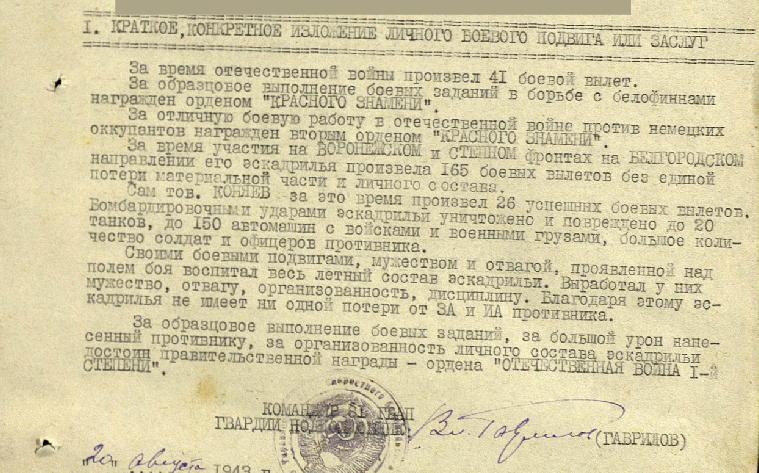 I. КРАТКОЕ, КОНКРЕТНОЕ ИЗЛОЖЕНИЕ ЛИЧНОГО БОЕВОГО ПОДВИГА ИЛИ ЗАСЛУГ
За время отечественной войны произвел 41 боевой вылет.
За образцовое выполнение боевых заданий в борьбе с белофиннами
награжден орденом "КРАСНОГО ЗНАМЕНИ".
За отличную боевую работу в отечественной войне против немецких
оккупантов награжден вторым орденом "КРАСНОГО ЗНАМЕНИ".
За время участия на ВОРОНЕЖСКОМ и СТЕПНОМ фронтах на БЕЛГОРОДСКОМ
направлении его эскадрилья произвела 165 боевых вылетов без единой
потери материальной части и личного состава.
Сам тов. КОНЯЕВ за это время произвел 26 успешных боевых вылетов.
Бомбардировочными ударами эскадрильи уничтожено и повреждено до 20
танков, до 150 автомашин с войсками и военными грузами, большое коли-
чество солдат и офицеров противника.
Своими боевыми подвигами, мужеством и отвагой, проявленной над
полем боя воспитал весь летный состав эскадрильи. Выработал у них
мужество, отвагу, организованность, дисциплину. Благодаря этому эс-
кадрилья не имеет ни одной потери от ЗА и ИА противника.
За образцовое выполнение боевых заданий, за большой урон нане-
сенный противнику, за организованность личного состава эскадрильи
достоин правительственной награды - ордена "ОТЕЧЕСТВЕННАЯ ВОЙНА I-й
СТЕПЕНИ".
КОМАНДИР
ГВАРДИИ Вл. Гаврилов (ГАВРИЛОВ)
"20" августа 1943 г.